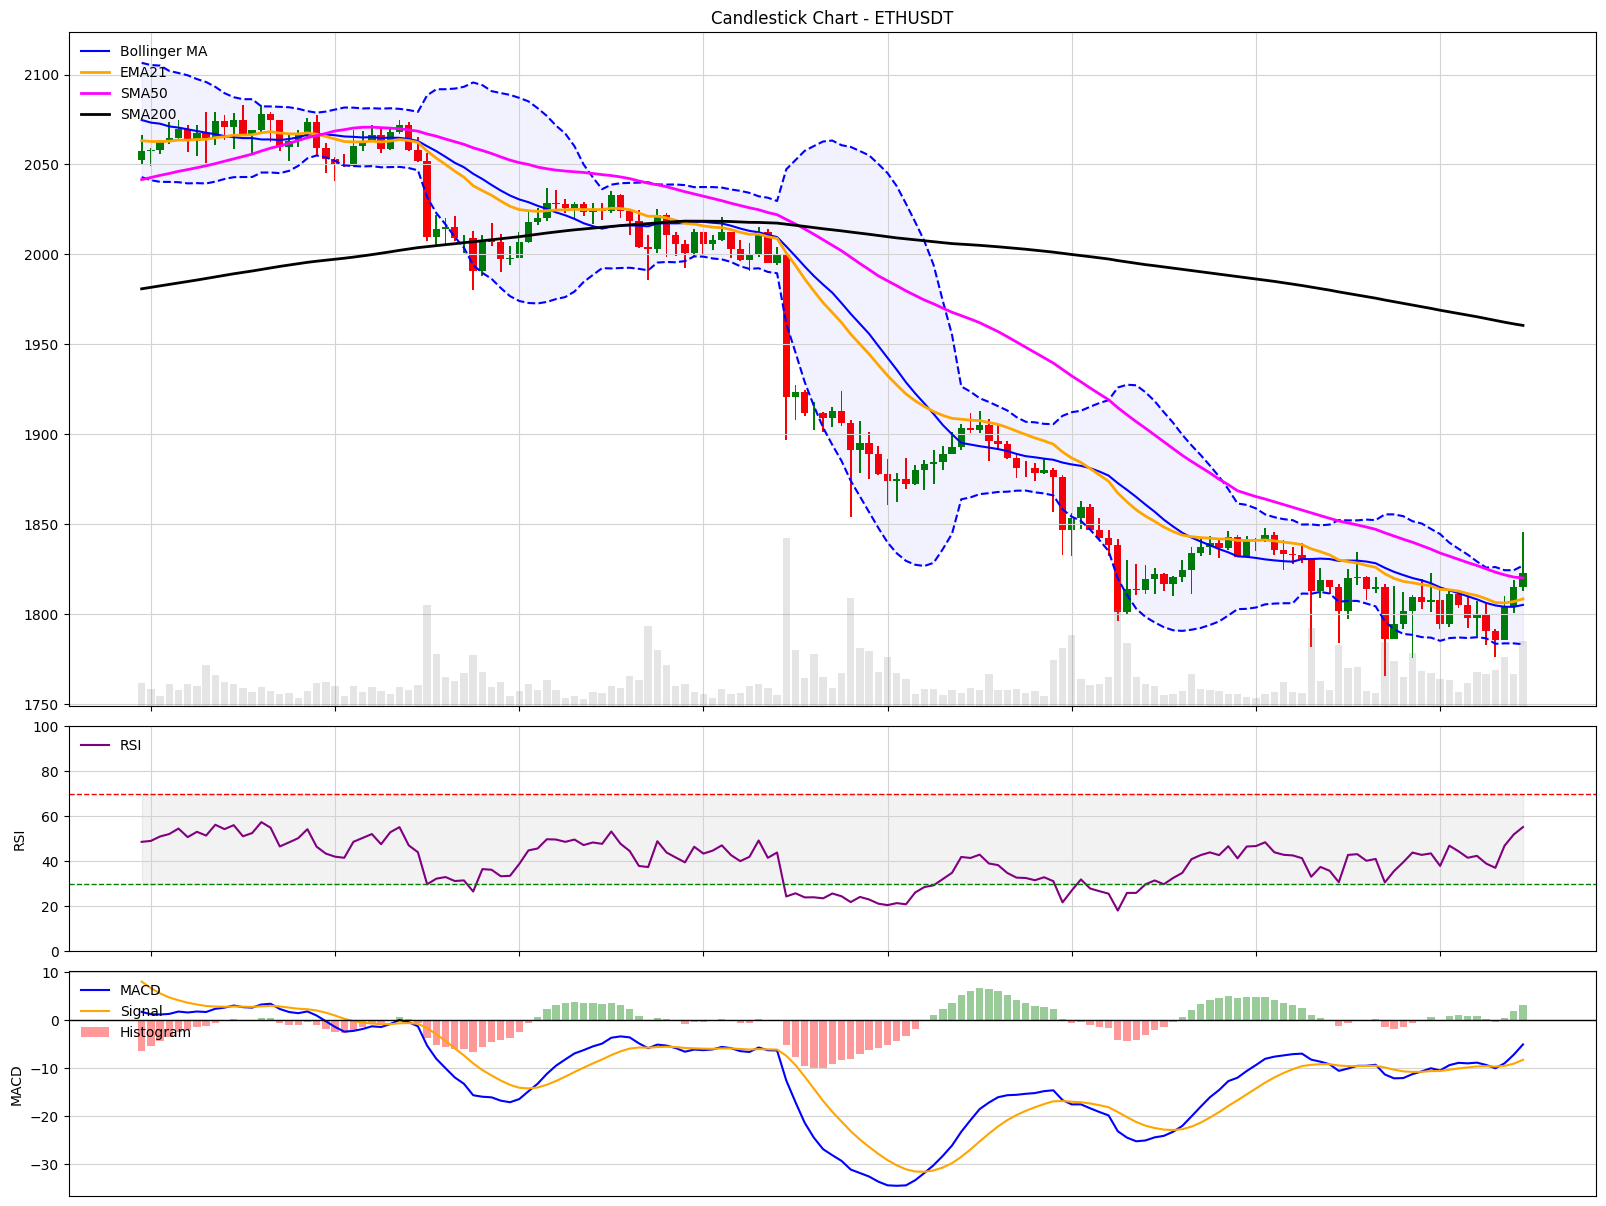 Candlestick Chart - ETHUSDT
Bollinger MA
EMA21
SMA50
SMA200
2100
2050
2000
1950
1900
1850
1800
1750
RSI
RSI
100
80
60
40
20
0
MACD
Signal
Histogram
MACD
10
0
−10
−20
−30